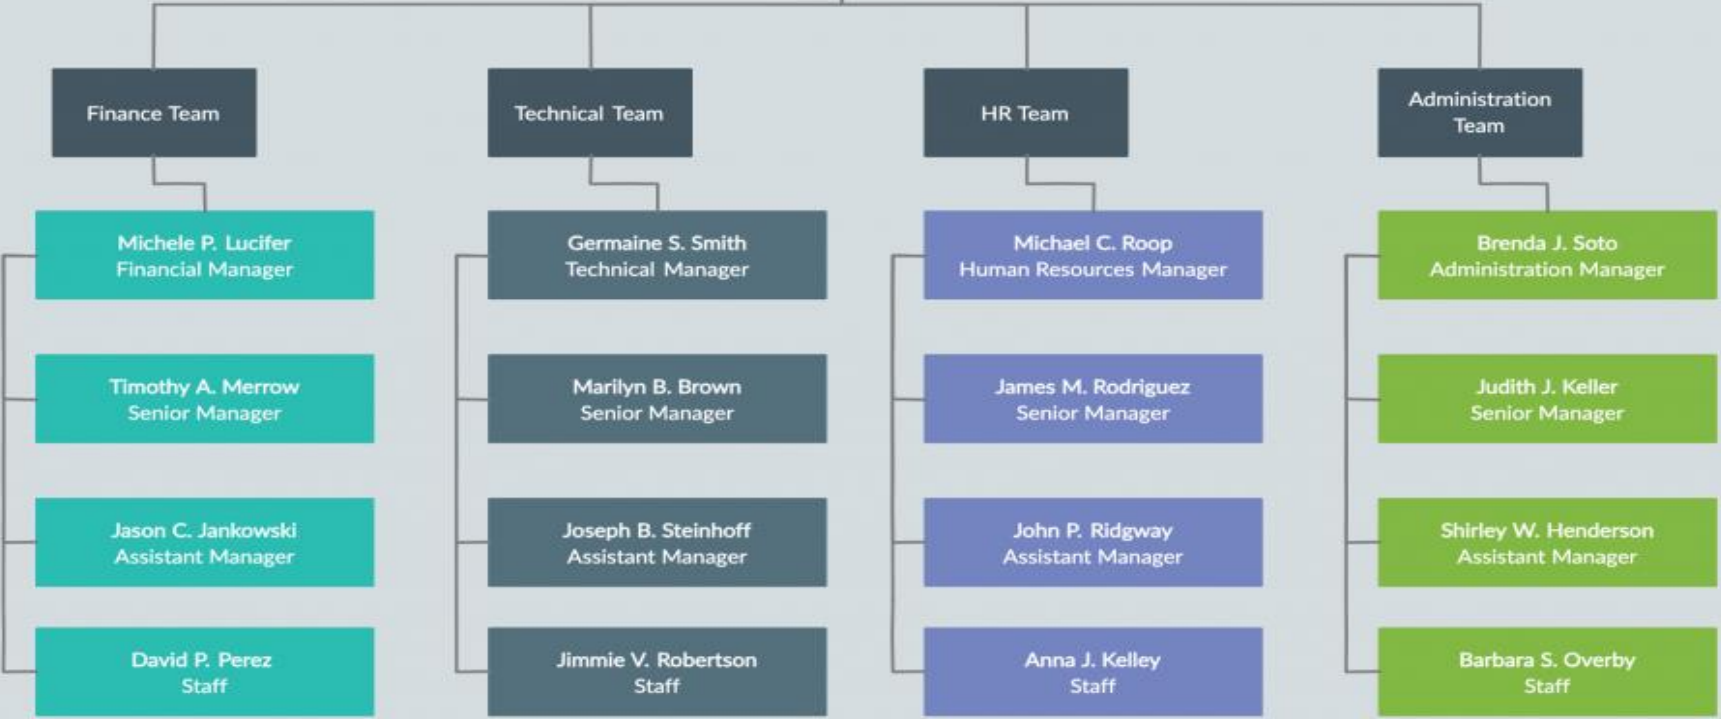 Finance Team
Technical Team
HR Team
Administration
Team
Michele P. Lucifer
Financial Manager
Germaine S. Smith
Technical Manager
Michael C. Roop
Human Resources Manager
Brenda J. Soto
Administration Manager
Timothy A. Merrow
Senior Manager
Marilyn B. Brown
Senior Manager
James M. Rodriguez
Senior Manager
Judith J. Keller
Senior Manager
Jason C. Jankowski
Assistant Manager
Joseph B. Steinhoff
Assistant Manager
John P. Ridgway
Assistant Manager
Shirley W. Henderson
Assistant Manager
David P. Perez
Staff
Jimmie V. Robertson
Staff
Anna J. Kelley
Staff
Barbara S. Overby
Staff